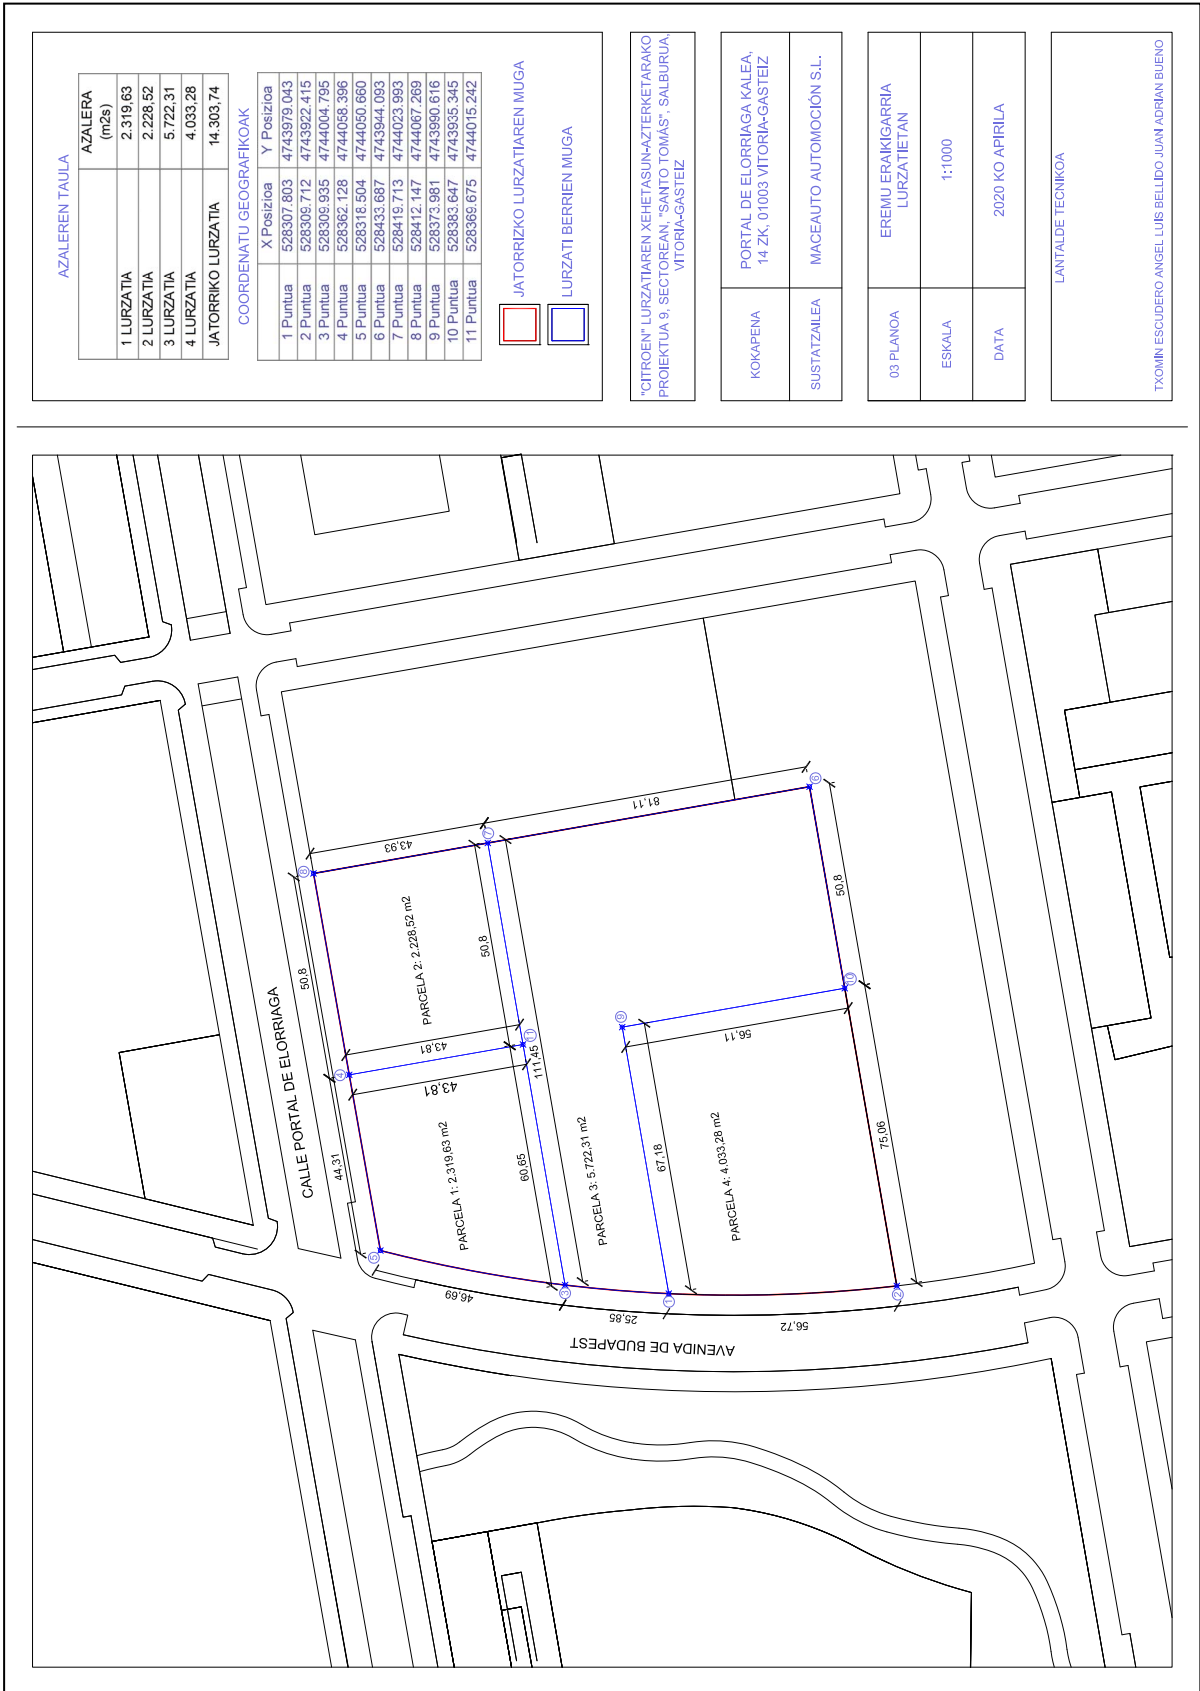 AZALEREN TAULA
AZALERA
(m2s)
1 LURZATIA 2.319,63
2 LURZATIA 2.228,52
3 LURZATIA 5.722,31
4 LURZATIA 4.033,28
JATORRIKO LURZATIA 14.303,74
COORDENATU GEOGRAFIKOAK
X Posizioa Y Posizioa
1 Puntua 528307.803 4743979.043
2 Puntua 528309.712 4743922.415
3 Puntua 528309.935 4744004.795
4 Puntua 528362.128 4744058.396
5 Puntua 528318.504 4744050.660
6 Puntua 528433.687 4743944.093
7 Puntua 528419.713 4744023.993
8 Puntua 528412.147 4744067.269
9 Puntua 528373.981 4743990.616
10 Puntua 528383.647 4743935.345
11 Puntua 528369.675 4744015.242
JATORRIZKO LURZATIAREN MUGA
LURZATI BERRIEN MUGA
"CITROEN" LURZATIAREN XEHETASUN-AZTERKETARAKO
PROIEKTUA 9. SECTOREAN, "SANTO TOMÁS", SALBURUA,
VITORIA-GASTEIZ
KOKAPENA
PORTAL DE ELORRIAGA KALEA,
14 ZK, 01003 VITORIA-GASTEIZ
SUSTATZAILEA
MACEAUTO AUTOMOCIÓN S.L.
03 PLANOA
EREMU ERAIKIGARRIA
LURZATIETAN
ESKALA
1:1000
DATA
2020 KO APIRILA
LANTALDE TECNIKOA
TXOMIN ESCUDERO ANGEL LUIS BELLIDO JUAN ADRIAN BUENO
CALLE PORTAL DE ELORRIAGA
AVENIDA DE BUDAPEST
PARCELA 1: 2.319,63 m2
PARCELA 2: 2.228,52 m2
PARCELA 3: 5.722,31 m2
PARCELA 4: 4.033,28 m2
44,31
50,8
43,93
81,11
43,81
43,81
50,8
60,65
111,45
46,69
25,85
56,72
67,18
56,11
50,8
75,06
1
2
3
4
5
6
7
8
9
10
11